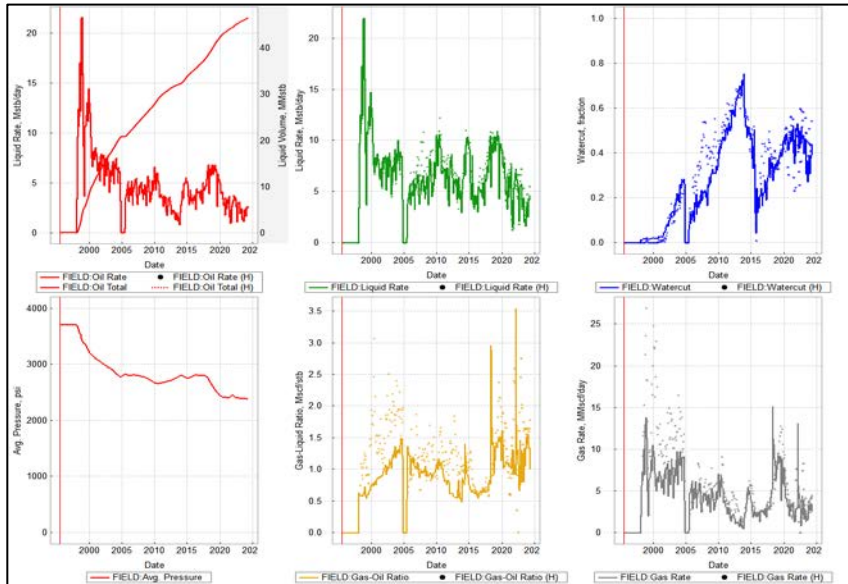 Liquid Rate, Mstb/day
20
15
10
5
0
40
30
20
10
0
Liquid Volume, MMstb
2000 2005 2010 2015 2020 202
Date
FIELD:Oil Rate FIELD:Oil Rate (H)
FIELD:Oil Total FIELD:Oil Total (H)
Liquid Rate, Mstb/day
20
15
10
5
0
2000 2005 2010 2015 2020 202
Date
FIELD:Liquid Rate FIELD:Liquid Rate (H)
Watercut, fraction
1.0
0.8
0.6
0.4
0.2
0.0
2000 2005 2010 2015 2020 202
Date
FIELD:Watercut FIELD:Watercut (H)
Avg. Pressure, psi
4000
3000
2000
1000
0
2000 2005 2010 2015 2020 202
Date
FIELD:Avg. Pressure
Gas-Liquid Ratio, Mscf/stb
3.5
3.0
2.5
2.0
1.5
1.0
0.5
0.0
2000 2005 2010 2015 2020 202
Date
FIELD:Gas-Oil Ratio FIELD:Gas-Oil Ratio (H)
Gas Rate, MMscf/day
25
20
15
10
5
0
2000 2005 2010 2015 2020 202
Date
FIELD:Gas Rate FIELD:Gas Rate (H)